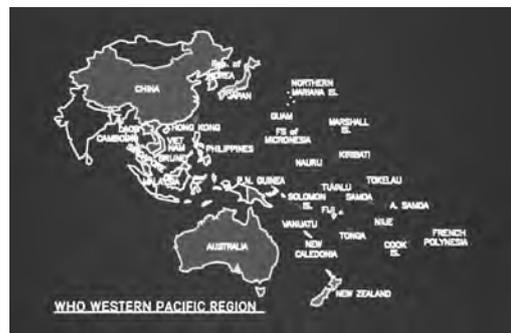 Rep. of
KOREA
CHINA
JAPAN
NORTHERN
MARIANA IS.
GUAM
MARSHALL
IS.
HONG KONG
LAOS
CAMBODIA
VIET
NAM
PHILIPPINES
FS of
MICRONESIA
BRUNEI
NAURU
KIRIBATI
MALAYSIA
P.N. GUINEA
TOKELAU
TUVALU
SOLOMON
IS.
SAMOA
A. SAMOA
FIJI
VANUATU
NIUE
AUSTRALIA
NEW
CALEDONIA
TONGA
COOK
IS.
FRENCH
POLYNESIA
NEW ZEALAND
WHO WESTERN PACIFIC REGION